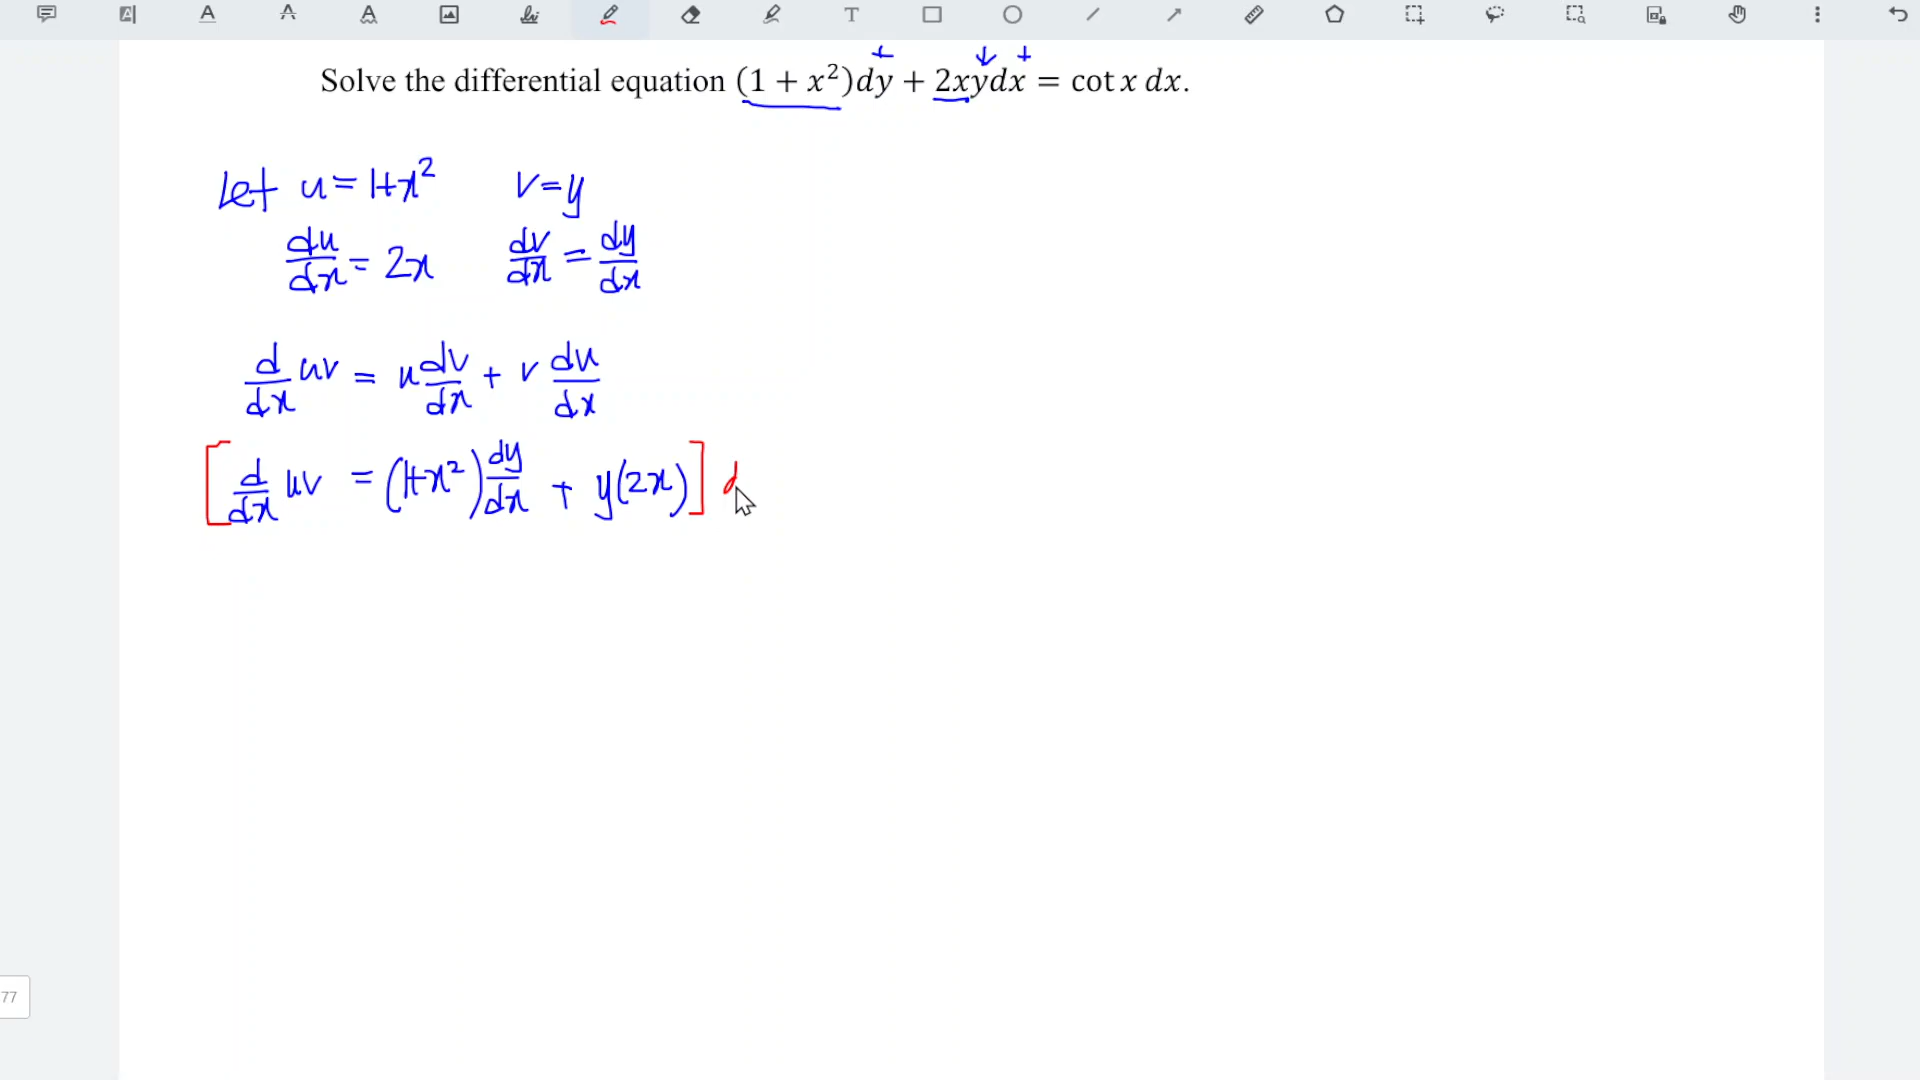 Solve the differential equation (1 + x²)dy + 2xydx = cot x dx.
Let u = 1+x² v = y
du/dx = 2x dv/dx = dy/dx
d/dx uv = u dv/dx + v du/dx
[d/dx uv = (1+x²) dy/dx + y(2x)] d
77